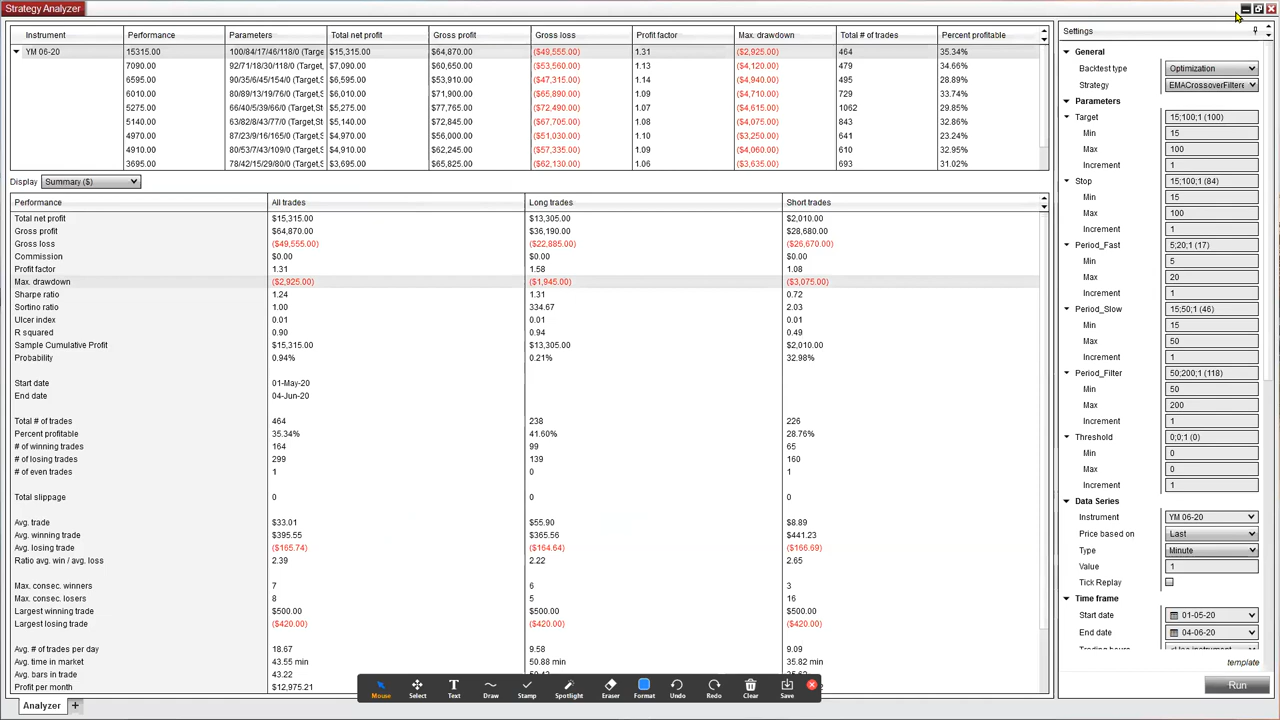 Strategy Analyzer
Instrument Performance Parameters Total net profit Gross profit Gross loss Profit factor Max. drawdown Total # of trades Percent profitable
YM 06-20 15315.00 100/84/17/46/118/0 (Targe $15,315.00 $64,870.00 ($49,555.00) 1.31 ($2,925.00) 464 35.34%
7090.00 92/71/18/30/118/0 (Target $7,090.00 $60,650.00 ($53,560.00) 1.13 ($4,120.00) 479 34.66%
6595.00 90/35/6/45/154/0 (Target,S $6,595.00 $53,910.00 ($47,315.00) 1.14 ($4,940.00) 495 28.89%
6010.00 80/89/13/19/76/0 (Target,S $6,010.00 $71,900.00 ($65,890.00) 1.09 ($4,710.00) 729 33.74%
5275.00 66/40/5/39/66/0 (Target,St $5,275.00 $77,765.00 ($72,490.00) 1.07 ($4,615.00) 1062 29.85%
5140.00 63/82/8/43/77/0 (Target,St $5,140.00 $72,845.00 ($67,705.00) 1.08 ($4,075.00) 843 32.86%
4970.00 87/23/9/16/165/0 (Target,S $4,970.00 $56,000.00 ($51,030.00) 1.10 ($3,250.00) 641 23.24%
4910.00 80/53/7/43/110/0 (Target,S $4,910.00 $62,245.00 ($57,335.00) 1.09 ($4,060.00) 610 32.95%
3695.00 78/42/15/29/80/0 (Target,S $3,695.00 $65,825.00 ($62,130.00) 1.06 ($3,635.00) 693 31.02%
Display Summary ($)
Performance All trades Long trades Short trades
Total net profit $15,315.00 $13,305.00 $2,010.00
Gross profit $64,870.00 $36,190.00 $28,680.00
Gross loss ($49,555.00) ($22,885.00) ($26,670.00)
Commission $0.00 $0.00 $0.00
Profit factor 1.31 1.58 1.08
Max. drawdown ($2,925.00) ($1,945.00) ($3,075.00)
Sharpe ratio 1.24 1.31 0.72
Sortino ratio 1.00 334.67 2.03
Ulcer index 0.01 0.01 0.01
R squared 0.90 0.94 0.49
Sample Cumulative Profit $15,315.00 $13,305.00 $2,010.00
Probability 0.94% 0.21% 32.98%
Start date 01-May-20
End date 04-Jun-20
Total # of trades 464 238 226
Percent profitable 35.34% 41.60% 28.76%
# of winning trades 164 99 65
# of losing trades 299 139 160
# of even trades 1 0 1
Total slippage 0 0 0
Avg. trade $33.01 $55.90 $8.89
Avg. winning trade $395.55 $365.56 $441.23
Avg. losing trade ($165.74) ($164.64) ($166.69)
Ratio avg. win / avg. loss 2.39 2.22 2.65
Max. consec. winners 7 6 3
Max. consec. losers 8 5 16
Largest winning trade $500.00 $500.00 $500.00
Largest losing trade ($420.00) ($420.00) ($420.00)
Avg. # of trades per day 18.67 9.58 9.09
Avg. time in market 43.55 min 50.88 min 35.82 min
Avg. bars in trade
Profit per month $12,975.21
Settings
General
Backtest type Optimization
Strategy EMACrossoverFiltere
Parameters
Target 15;100;1 (100)
Min 15
Max 100
Increment 1
Stop 15;100;1 (84)
Min 15
Max 100
Increment 1
Period_Fast 5;20;1 (17)
Min 5
Max 20
Increment 1
Period_Slow 15;50;1 (46)
Min 15
Max 50
Increment 1
Period_Filter 50;200;1 (118)
Min 50
Max 200
Increment 1
Threshold 0;0;1 (0)
Min 0
Max 0
Increment 1
Data Series
Instrument YM 06-20
Price based on Last
Type Minute
Value 1
Tick Replay
Time frame
Start date 01-05-20
End date 04-06-20
template
Run
Mouse Select Text Draw Stamp Spotlight Eraser Format Undo Redo Clear Save
Analyzer +